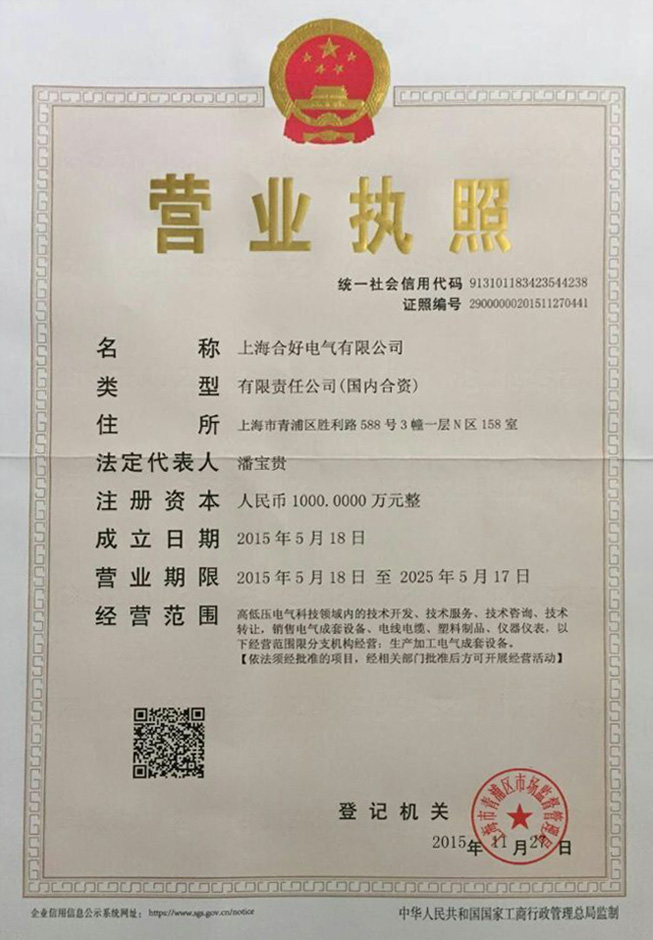 营业执照
统一社会信用代码 913101183423544238
证照编号 29000000201511270441
名称 上海合好电气有限公司
类型 有限责任公司(国内合资)
住所 上海市青浦区胜利路588号3幢一层N区158室
法定代表人 潘宝贵
注册资本 人民币1000.0000万元整
成立日期 2015年5月18日
营业期限 2015年5月18日 至 2025年5月17日
经营范围 高低压电气科技领域内的技术开发、技术服务、技术咨询、技术
转让，销售电气成套设备、电线电缆、塑料制品、仪器仪表，以
下经营范围限分支机构经营：生产加工电气成套设备。
【依法须经批准的项目，经相关部门批准后方可开展经营活动】
上海市青浦区市场监督管理局
登记机关
2015年11月27日
企业信用信息公示系统网址： https://www.sgs.gov.cn/notice
中华人民共和国国家工商行政管理总局监制